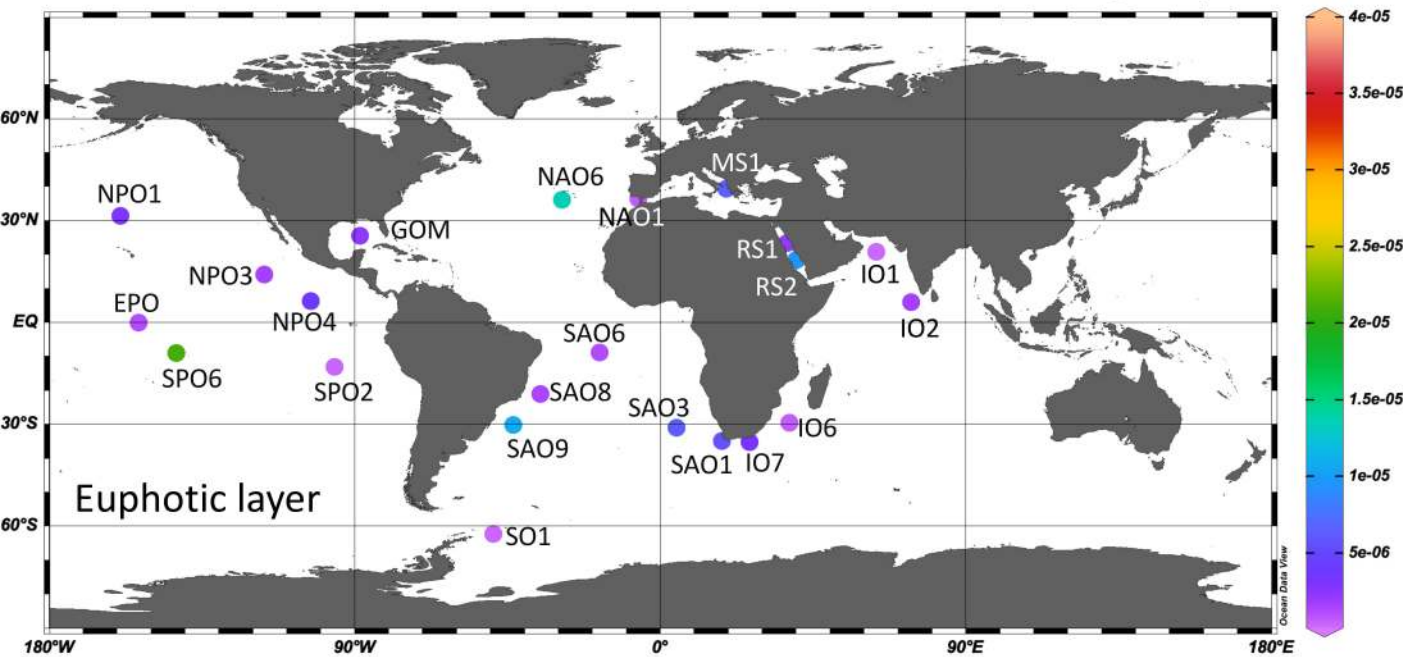 4e-05
3.5e-05
3e-05
2.5e-05
2e-05
1.5e-05
1e-05
5e-06
60°N
30°N
EQ
30°S
60°S
180°W
90°W
0°
90°E
180°E
MS1
NPO1
NAO6
NAO1
GOM
RS1
NPO3
RS2
IO1
EPO
NPO4
IO2
SAO6
SPO6
SPO2
SAO8
SAO3
IO6
SAO9
SAO1
IO7
Euphotic layer
SO1
Ocean Data View